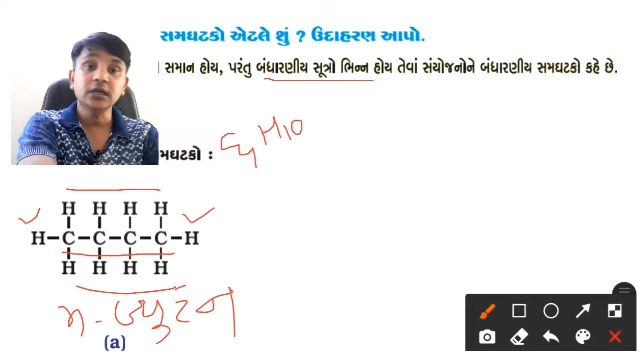 સમઘટકો એટલે શું ? ઉદાહરણ આપો.
સમાન હોય, પરંતુ બંધારણીય સૂત્રો ભિન્ન હોય તેવાં સંયોજનોને બંધારણીય સમઘટકો કહે છે.
મઘટકો : C4H10
H H H H
H–C–C–C–C–H
H H H H
n-બ્યુટેન
(a)